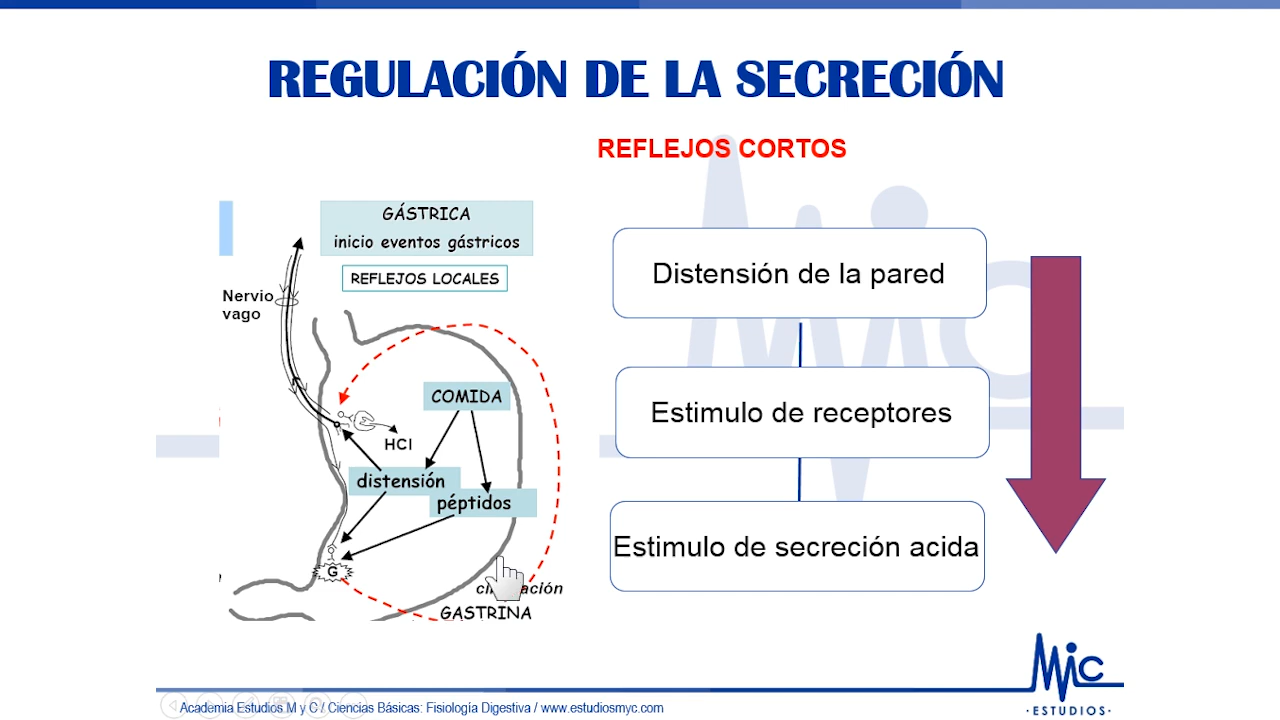 REGULACIÓN DE LA SECRECIÓN
REFLEJOS CORTOS
GÁSTRICA
inicio eventos gástricos
REFLEJOS LOCALES
Nervio
vago
COMIDA
HCl
distensión
péptidos
G
GASTRINA
Distensión de la pared
Estimulo de receptores
Estimulo de secreción acida
MyC
·ESTUDIOS·
Academia Estudios M y C / Ciencias Básicas: Fisiología Digestiva / www.estudiosmyc.com